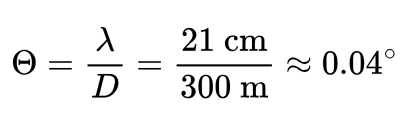 Θ = λ/D = 21 cm/300 m ≈ 0.04°